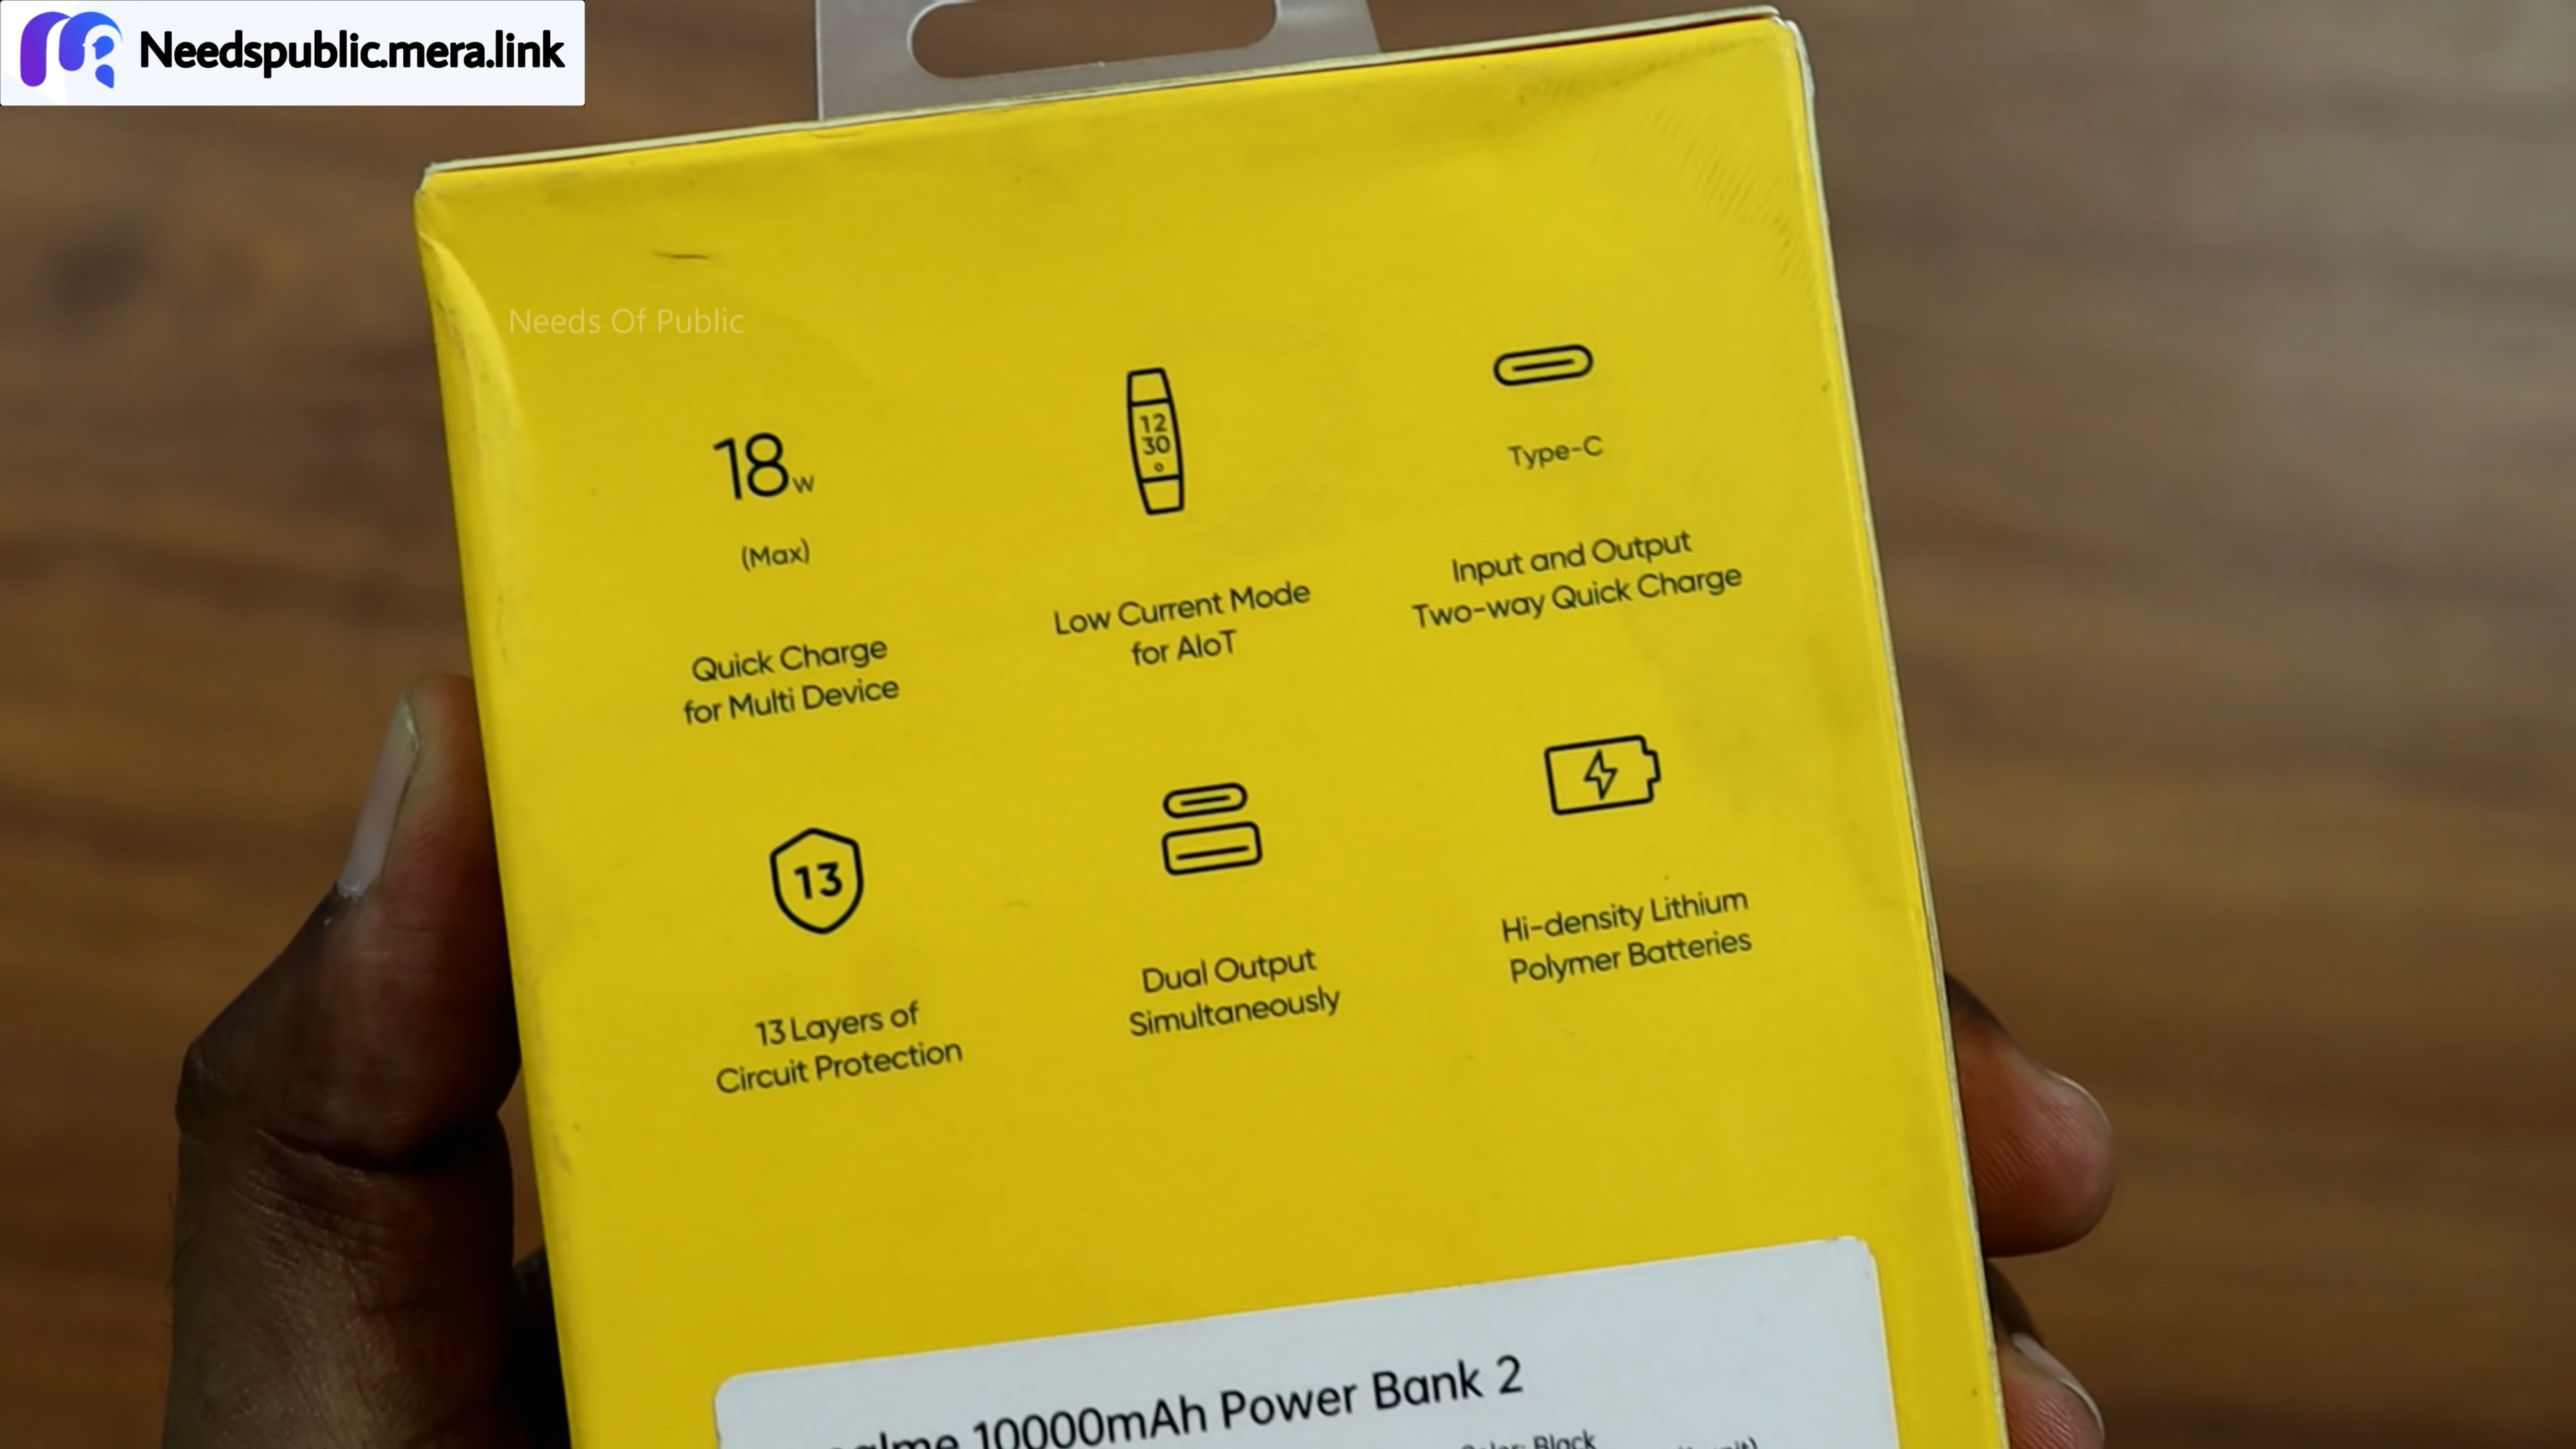 Needspublic.mera.link
Needs Of Public
18w
(Max)
Quick Charge
for Multi Device
12
30
Low Current Mode
for AIoT
Type-C
Input and Output
Two-way Quick Charge
13
13 Layers of
Circuit Protection
Dual Output
Simultaneously
Hi-density Lithium
Polymer Batteries
10000mAh Power Bank 2
Black